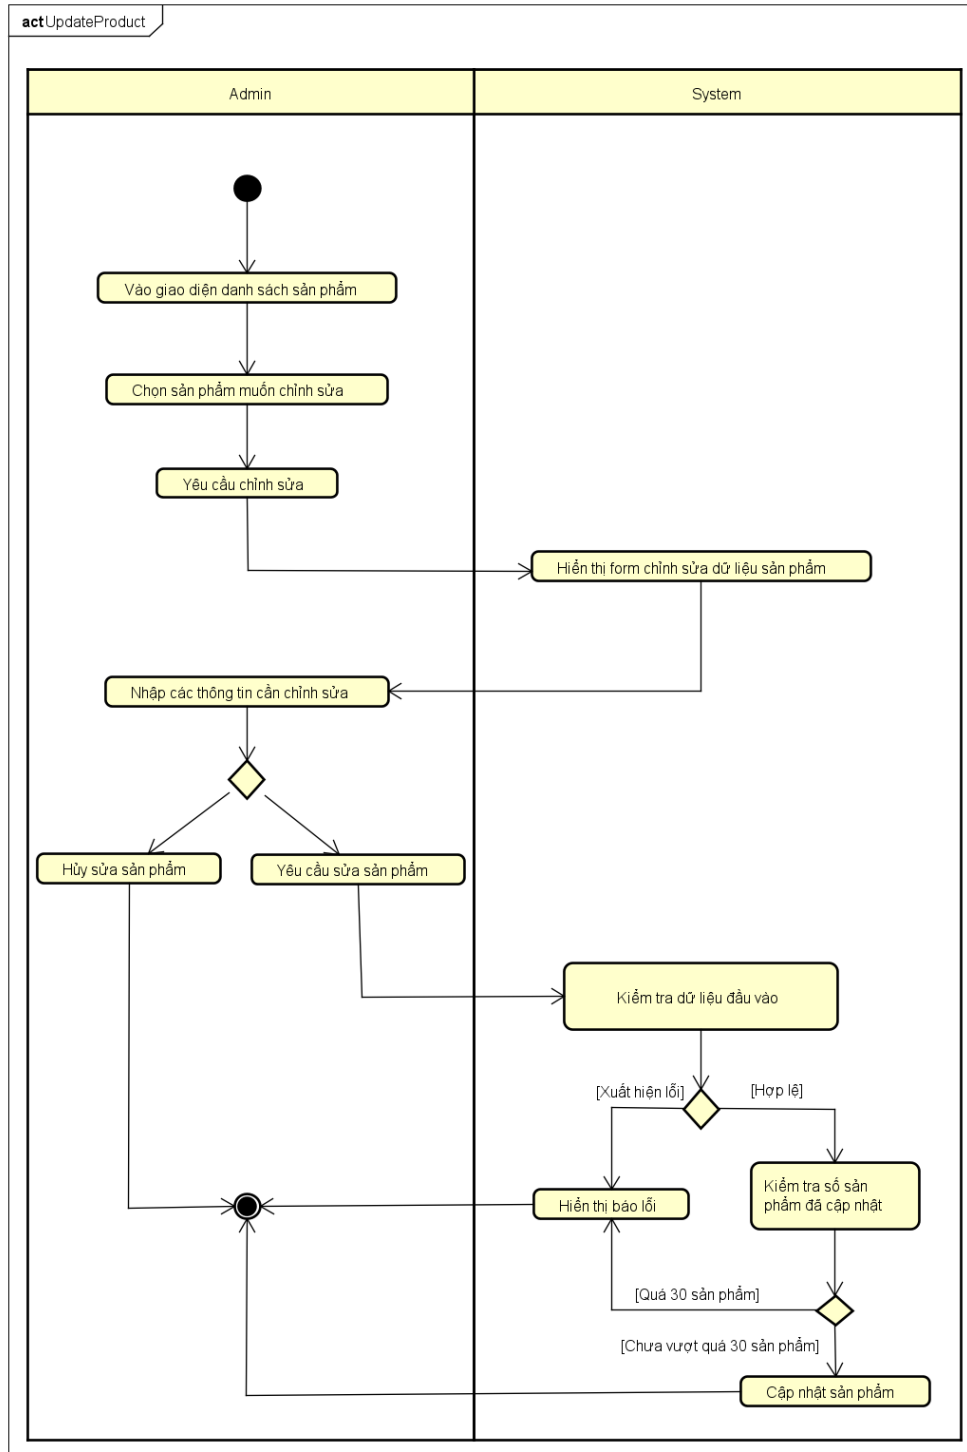 act UpdateProduct
Admin
System
Vào giao diện danh sách sản phẩm
Chọn sản phẩm muốn chỉnh sửa
Yêu cầu chỉnh sửa
Hiển thị form chỉnh sửa dữ liệu sản phẩm
Nhập các thông tin cần chỉnh sửa
Hủy sửa sản phẩm
Yêu cầu sửa sản phẩm
Kiểm tra dữ liệu đầu vào
[Xuất hiện lỗi]
[Hợp lệ]
Kiểm tra số sản
phẩm đã cập nhật
Hiển thị báo lỗi
[Quá 30 sản phẩm]
[Chưa vượt quá 30 sản phẩm]
Cập nhật sản phẩm